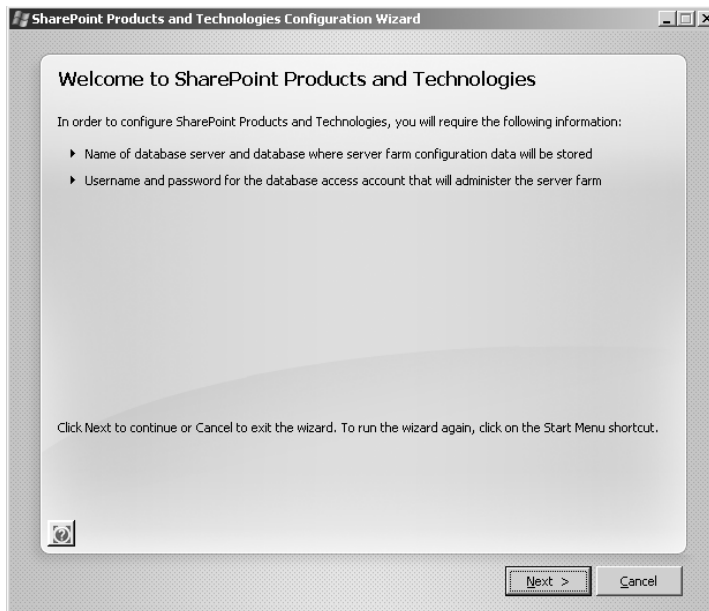 SharePoint Products and Technologies Configuration Wizard
Welcome to SharePoint Products and Technologies
In order to configure SharePoint Products and Technologies, you will require the following information:
Name of database server and database where server farm configuration data will be stored
Username and password for the database access account that will administer the server farm
Click Next to continue or Cancel to exit the wizard. To run the wizard again, click on the Start Menu shortcut.
Next > Cancel